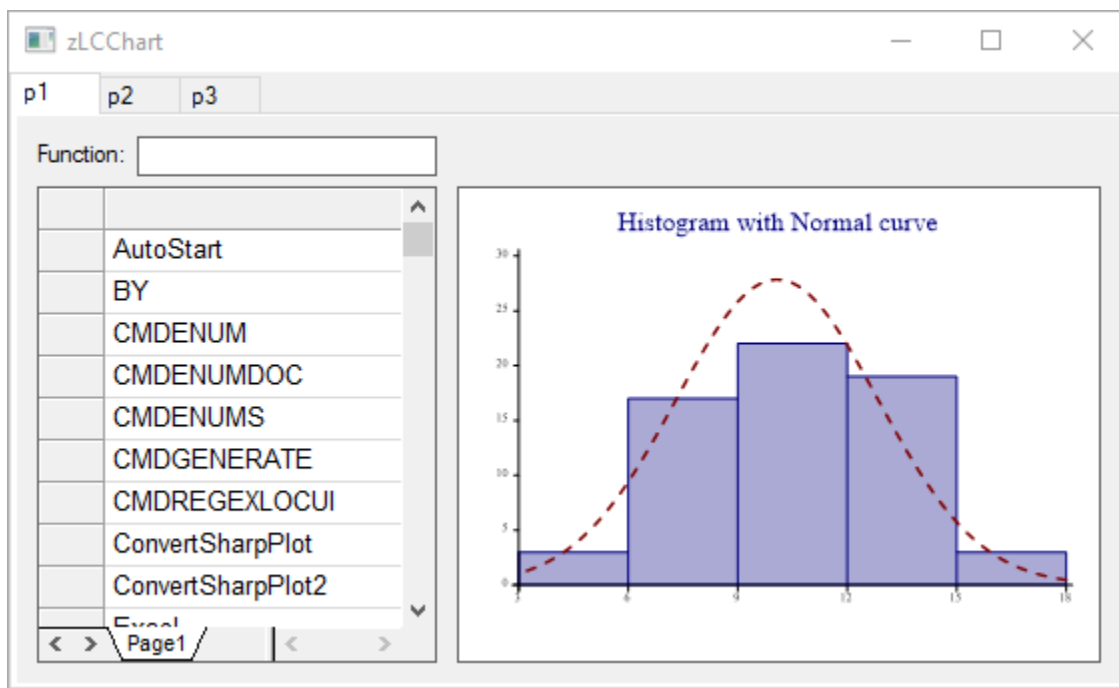 zLCChart
p1 p2 p3
Function:
AutoStart
BY
CMDENUM
CMDENUMDOC
CMDENUMS
CMDGENERATE
CMDREGEXLOCUI
ConvertSharpPlot
ConvertSharpPlot2
Excel
Page1
Histogram with Normal curve
30
25
20
15
10
5
0
3 6 9 12 15 18